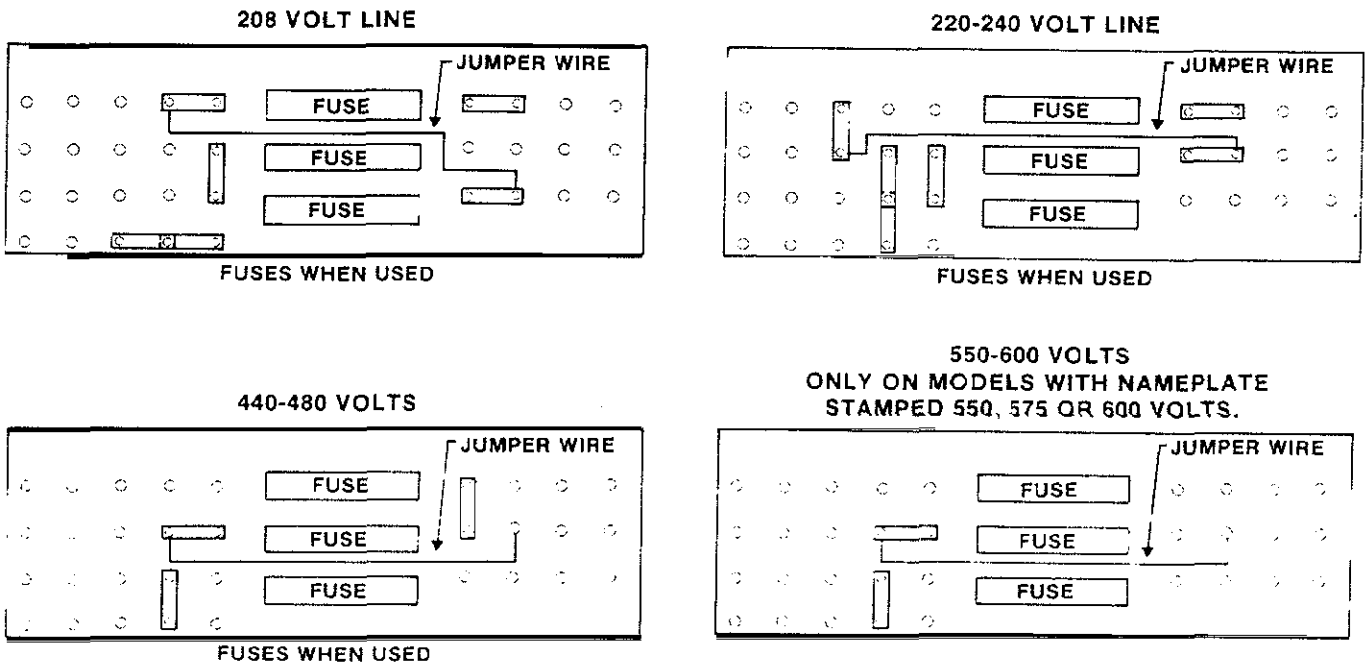 208 VOLT LINE
JUMPER WIRE
FUSE
FUSE
FUSE
FUSES WHEN USED
220-240 VOLT LINE
JUMPER WIRE
FUSE
FUSE
FUSE
FUSES WHEN USED
440-480 VOLTS
JUMPER WIRE
FUSE
FUSE
FUSE
FUSES WHEN USED
550-600 VOLTS
ONLY ON MODELS WITH NAMEPLATE
STAMPED 550, 575 OR 600 VOLTS.
JUMPER WIRE
FUSE
FUSE
FUSE